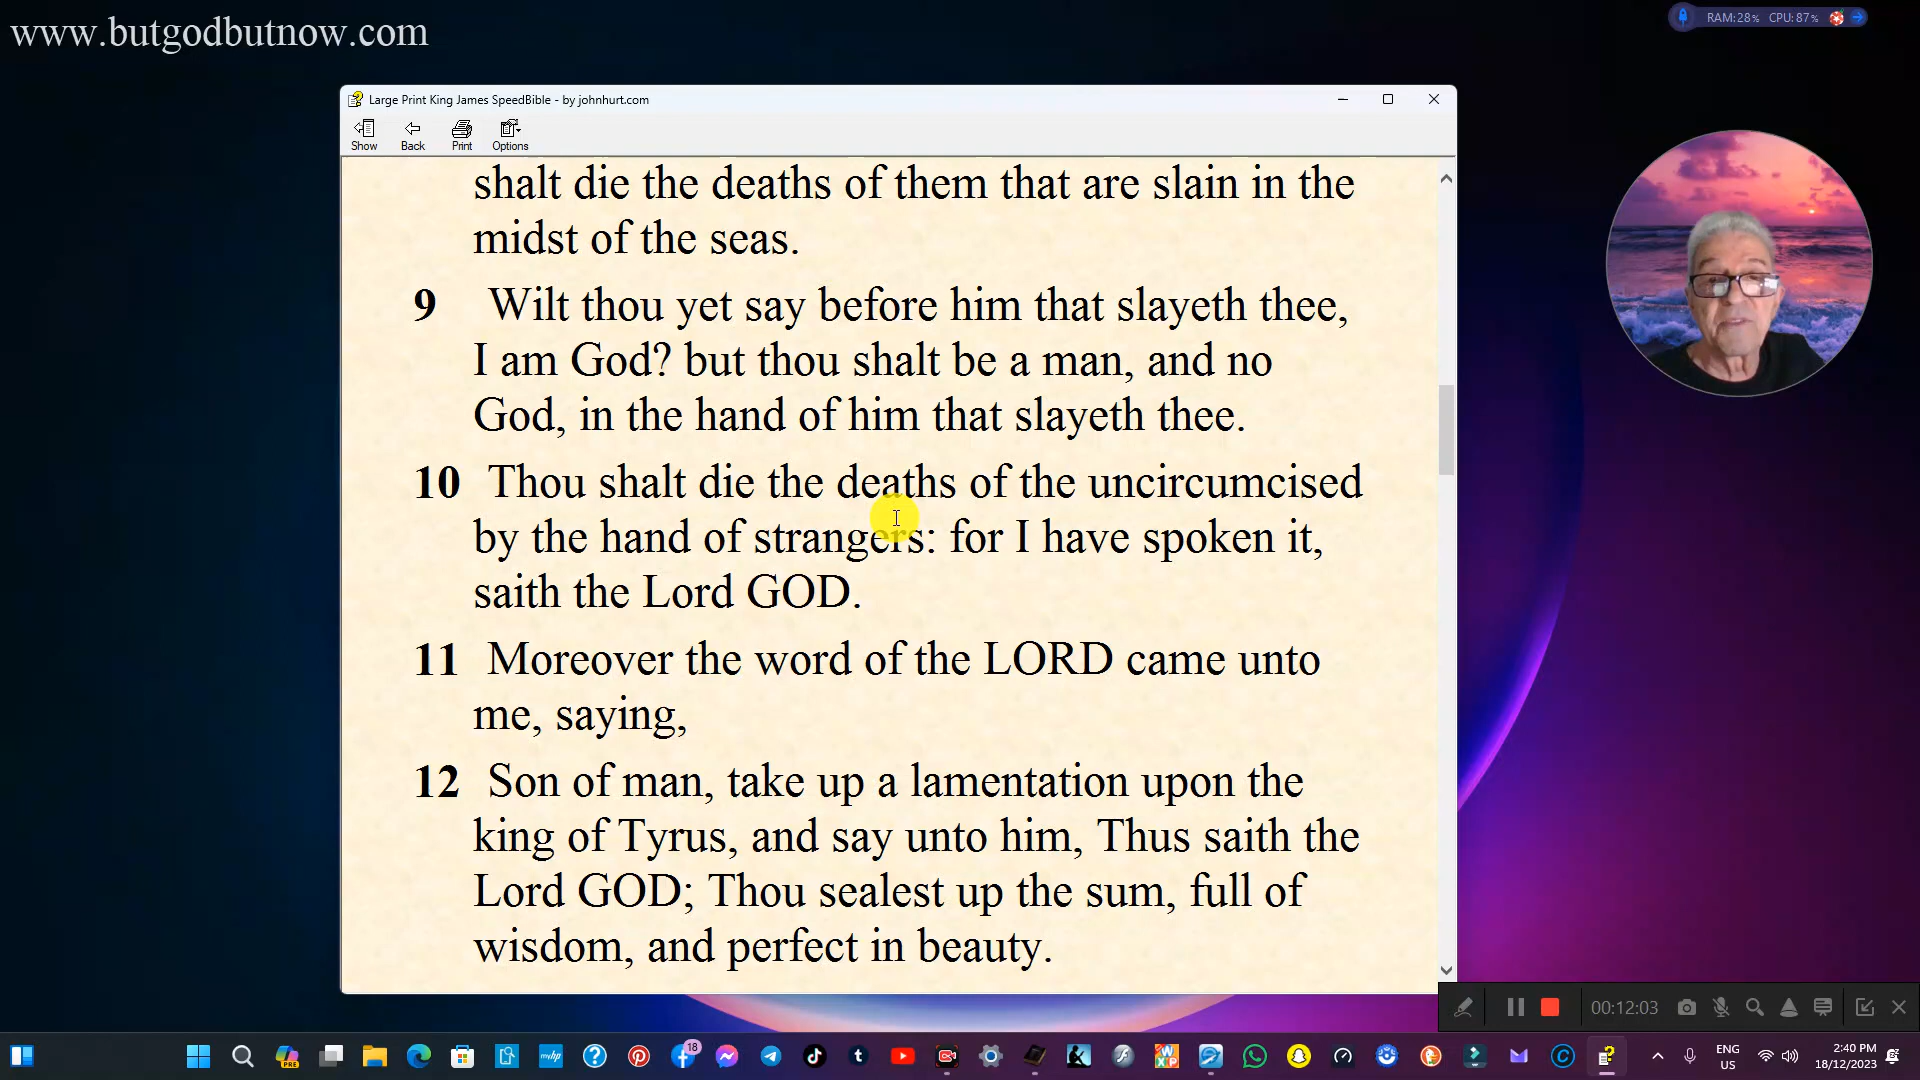 www.butgodbutnow.com
RAM:28% CPU:87%
Large Print King James SpeedBible - by johnhurt.com
Show Back Print Options
shalt die the deaths of them that are slain in the
midst of the seas.
9 Wilt thou yet say before him that slayeth thee,
I am God? but thou shalt be a man, and no
God, in the hand of him that slayeth thee.
10 Thou shalt die the deaths of the uncircumcised
by the hand of strangers: for I have spoken it,
saith the Lord GOD.
11 Moreover the word of the LORD came unto
me, saying,
12 Son of man, take up a lamentation upon the
king of Tyrus, and say unto him, Thus saith the
Lord GOD; Thou sealest up the sum, full of
wisdom, and perfect in beauty.
00:12:03
PRE
myhp
18
ENG
US
2:40 PM
18/12/2023